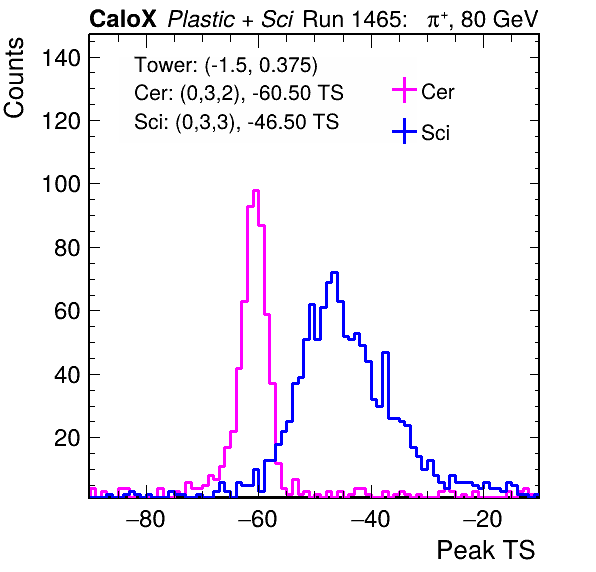 CaloX Plastic + Sci Run 1465: π⁺, 80 GeV
Counts
140
120
100
80
60
40
20
Tower: (-1.5, 0.375)
Cer: (0,3,2), -60.50 TS
Sci: (0,3,3), -46.50 TS
Cer
Sci
−80 −60 −40 −20
Peak TS